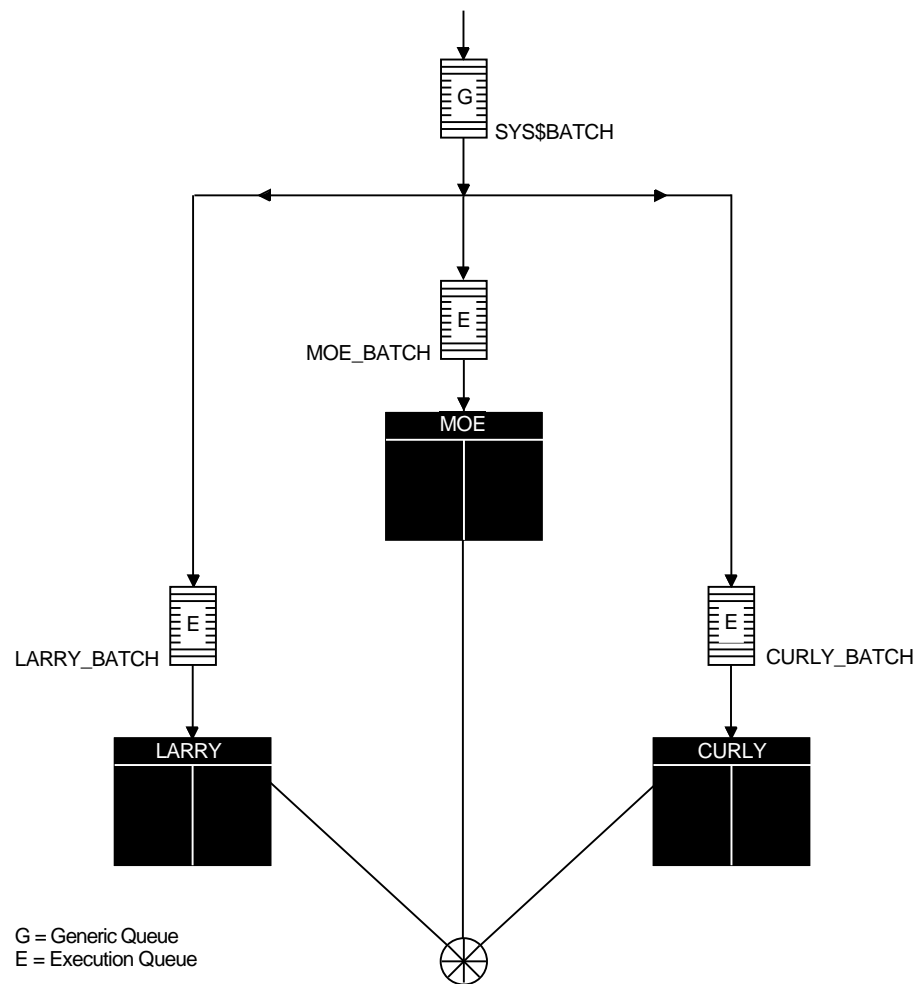 G
SYS$BATCH
E
MOE_BATCH
MOE
E
LARRY_BATCH
E
CURLY_BATCH
LARRY
CURLY
G = Generic Queue
E = Execution Queue